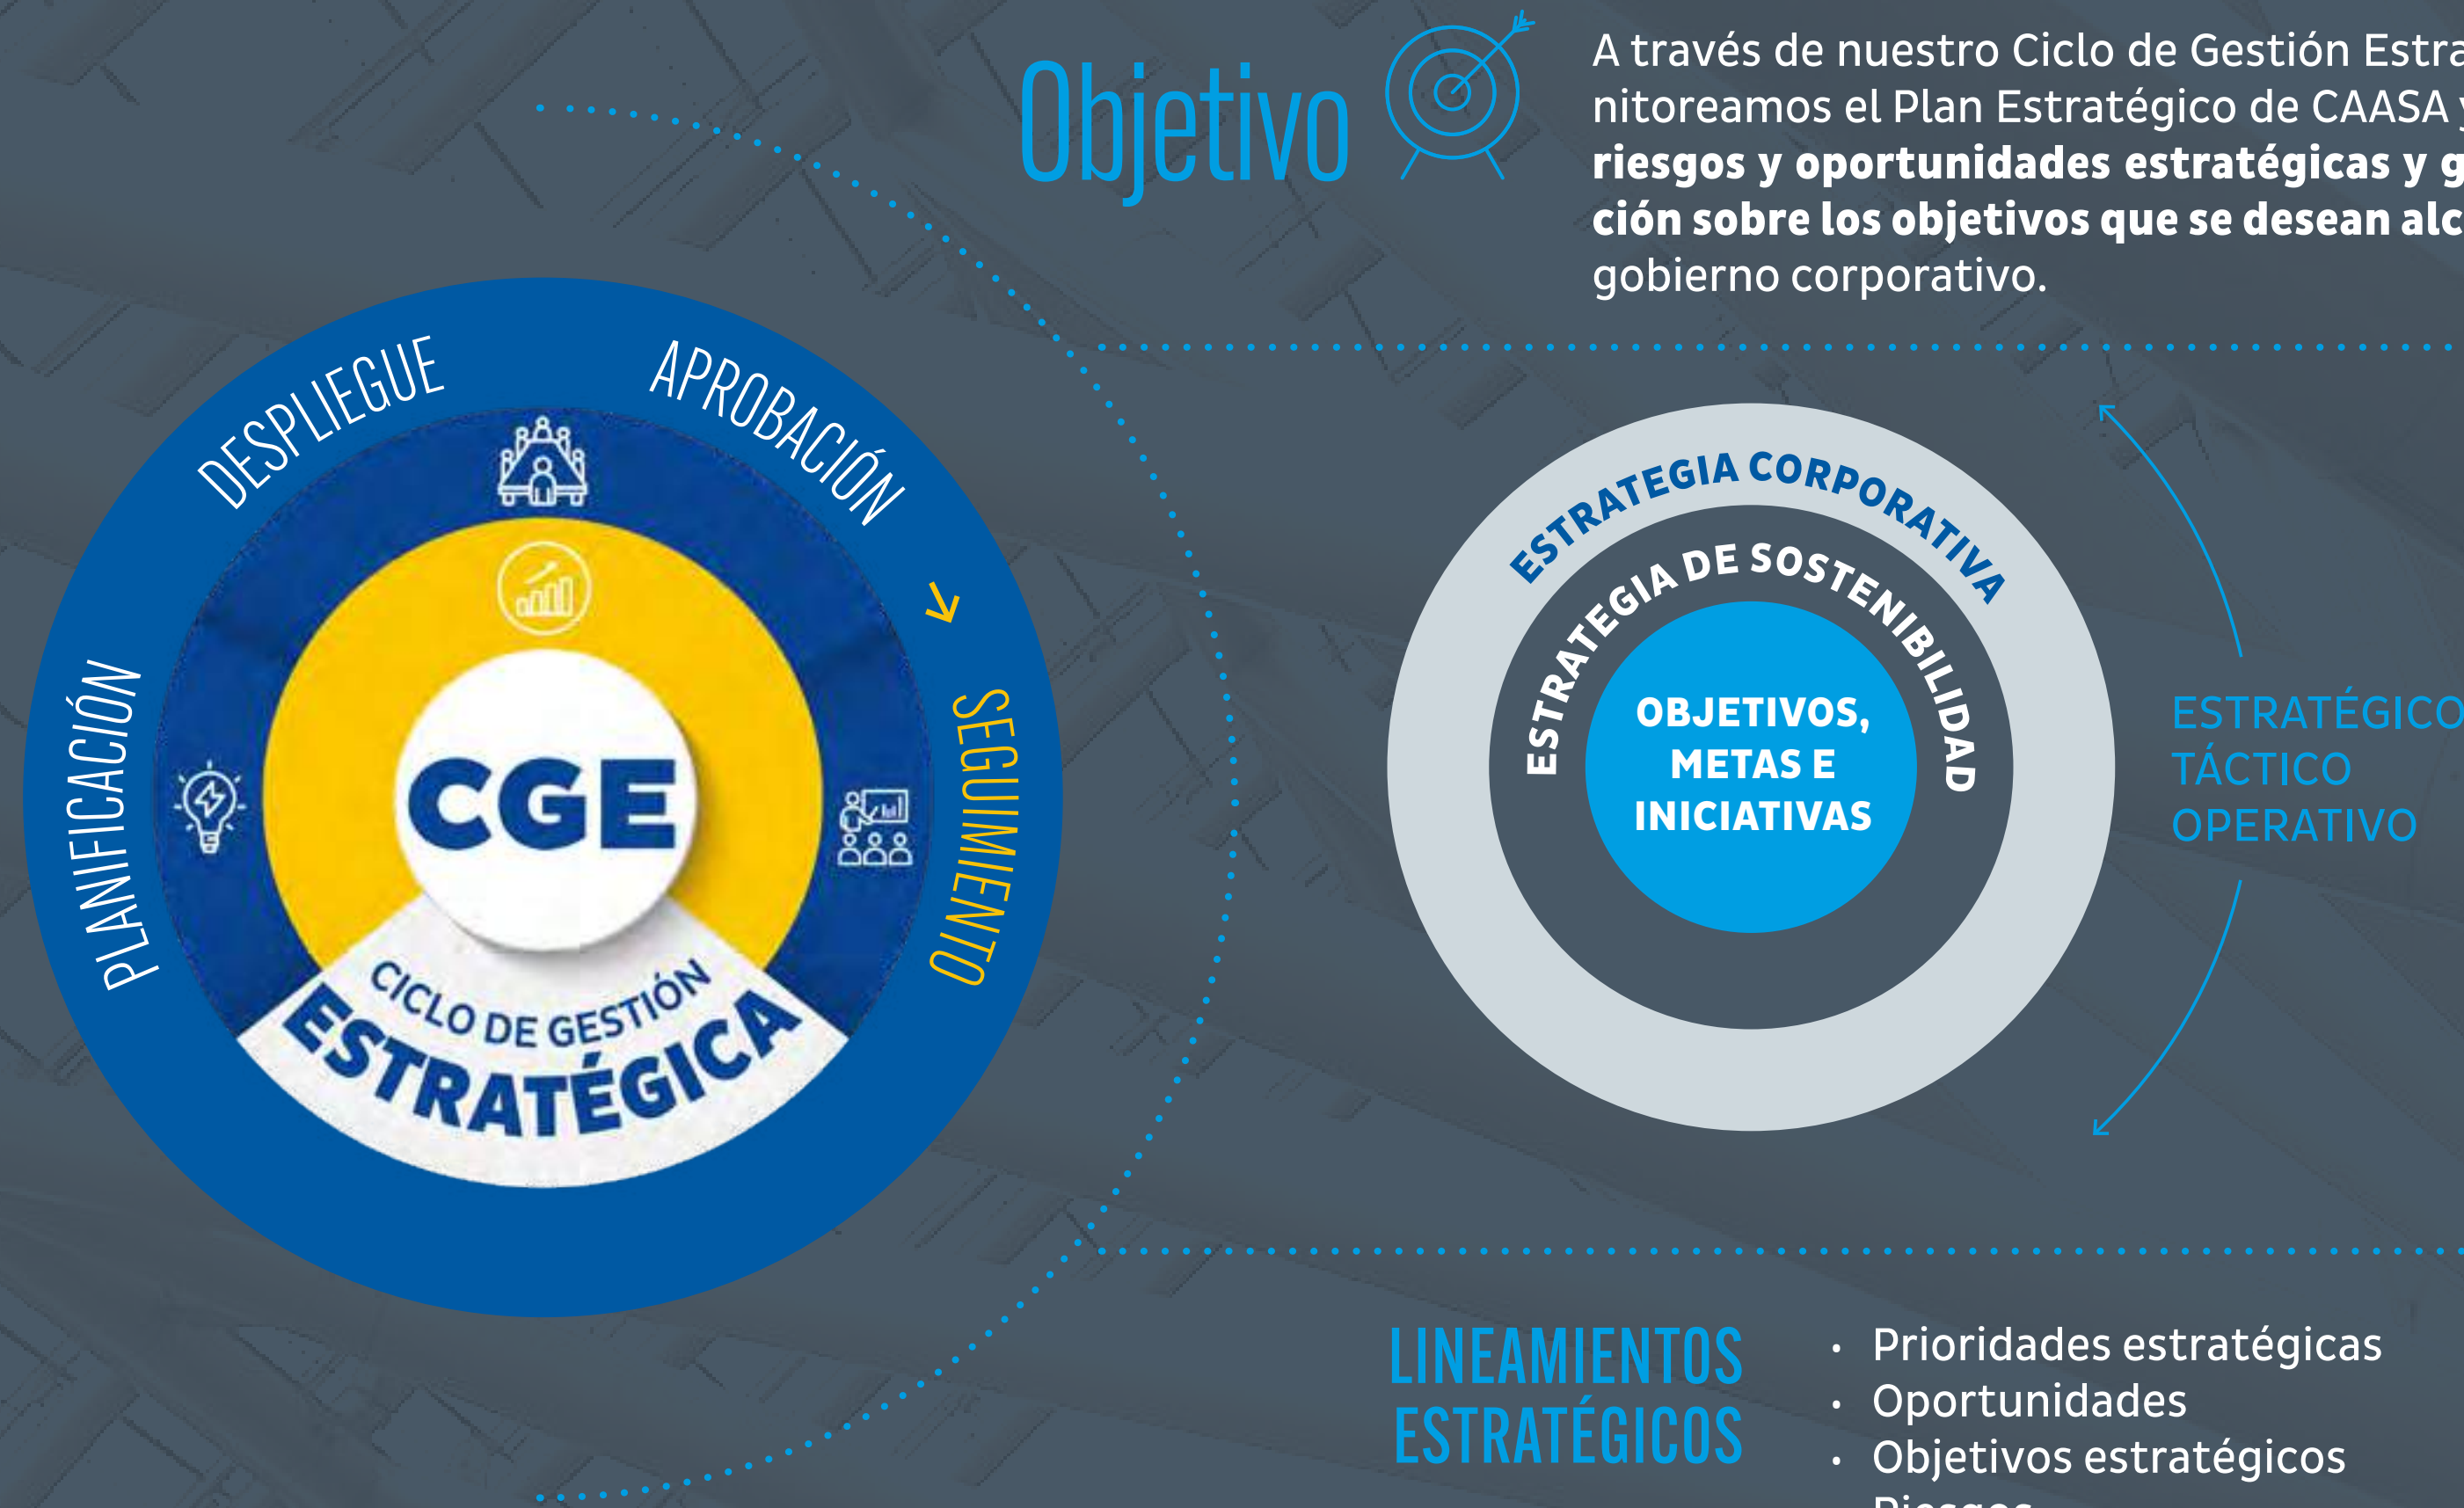 Objetivo
A través de nuestro Ciclo de Gestión
nitoreamos el Plan Estratégico de CAASA
riesgos y oportunidades estratégicas y
ción sobre los objetivos que se desean
gobierno corporativo.
PLANIFICACIÓN
DESPLIEGUE
APROBACIÓN
SEGUIMIENTO
CGE
CICLO DE GESTIÓN
ESTRATÉGICA
ESTRATEGIA CORPORATIVA
ESTRATEGIA DE SOSTENIBILIDAD
OBJETIVOS,
METAS E
INICIATIVAS
ESTRATÉGICO
TÁCTICO
OPERATIVO
LINEAMIENTOS
ESTRATÉGICOS
· Prioridades estratégicas
· Oportunidades
· Objetivos estratégicos